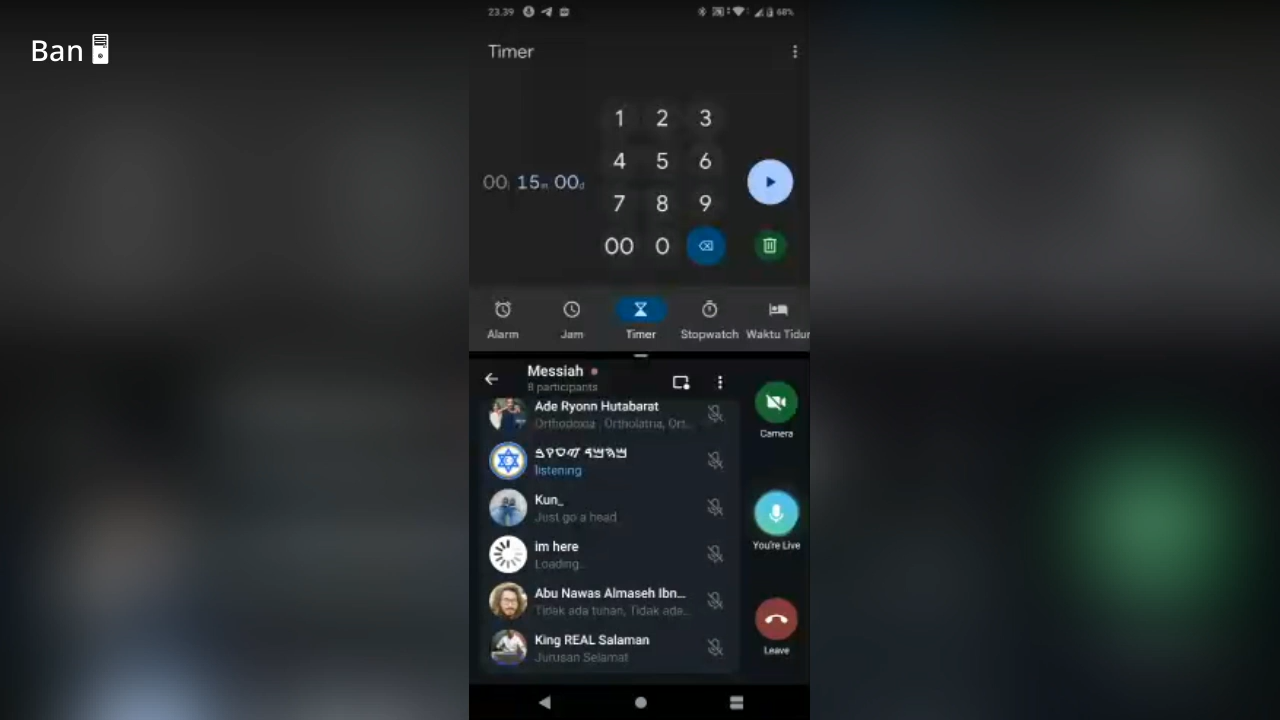 Ban
23.39
68%
Timer
1 2 3
4 5 6
00 15m 00d
7 8 9
00 0
Alarm Jam Timer Stopwatch Waktu Tidur
Messiah
8 participants
Ade Ryonn Hutabarat
Orthodoxia, Ortholatria, Ort...
listening
Kun_
Just go a head
im here
Loading..
Abu Nawas Almaseh Ibn...
Tidak ada tuhan, Tidak ada...
King REAL Salaman
Jurusan Selamat
Camera
You're Live
Leave